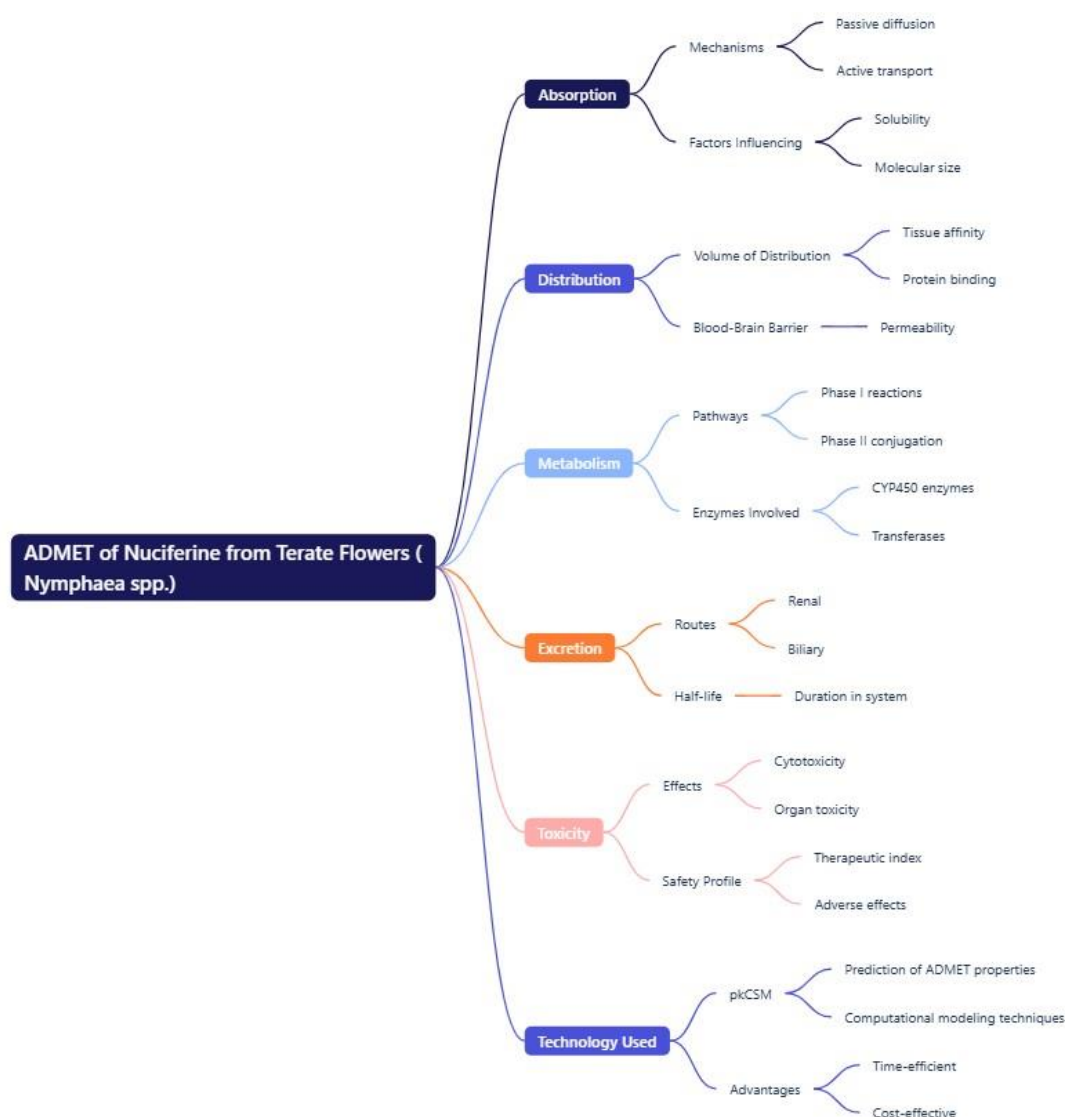 ADMET of Nuciferine from Terate Flowers (
Nymphaea spp.)
Absorption
Mechanisms
Passive diffusion
Active transport
Factors Influencing
Solubility
Molecular size
Distribution
Volume of Distribution
Tissue affinity
Protein binding
Blood-Brain Barrier
Permeability
Metabolism
Pathways
Phase I reactions
Phase II conjugation
Enzymes Involved
CYP450 enzymes
Transferases
Excretion
Routes
Renal
Biliary
Half-life
Duration in system
Toxicity
Effects
Cytotoxicity
Organ toxicity
Safety Profile
Therapeutic index
Adverse effects
Technology Used
pkCSM
Prediction of ADMET properties
Computational modeling techniques
Advantages
Time-efficient
Cost-effective